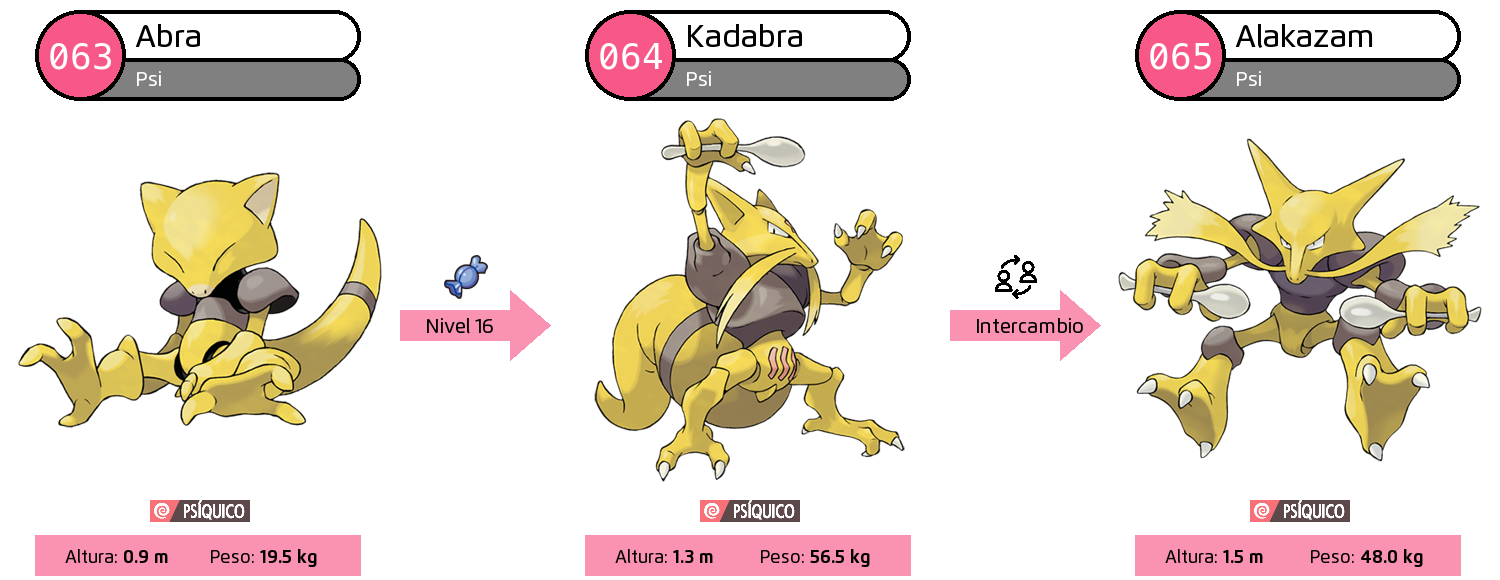 063 Abra
Psi
064 Kadabra
Psi
065 Alakazam
Psi
Nivel 16
Intercambio
PSÍQUICO
PSÍQUICO
PSÍQUICO
Altura: 0.9 m Peso: 19.5 kg
Altura: 1.3 m Peso: 56.5 kg
Altura: 1.5 m Peso: 48.0 kg